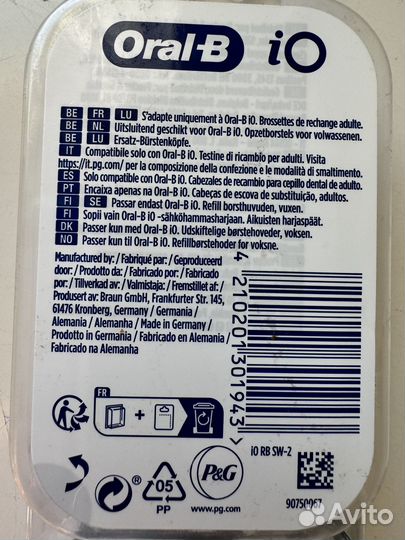 Oral-B iO
BE FR LU S'adapte uniquement à Oral-B iO. Brossettes de rechange adulte.
BE NL Uitsluitend geschikt voor Oral-B iO. Opzetborstels voor volwassenen.
BE LU Ersatz-Bürstenköpfe.
IT Compatibile solo con Oral-B iO. Testine di ricambio per adulti. Visita
https://it.pg.com/ per la composizione della confezione e le modalità di smaltimento.
ES Solo compatible con Oral-B iO. Cabezales de recambio para cepillo dental de adulto.
PT Encaixa apenas na Oral-B iO. Cabeças de escova de substituição, adultos.
FI SE Passar endast Oral-B iO. Refill borsthuvuden, vuxen.
FI Sopii vain Oral-B iO -sähköhammasharjaan. Aikuisten harjaspäät.
DK Passer kun med Oral-B iO. Udskiftelige børstehoveder, voksen.
NO Passer kun til Oral-B iO. Refillbørstehoder for voksne.
Manufactured by:/ Fabriqué par:/ Geproduceerd
door:/ Prodotto da:/ Fabricado por:/ Fabricado
por:/ Tillverkad av:/ Valmistaja:/ Fremstillet af:/
Produsert av: Braun GmbH, Frankfurter Str. 145,
61476 Kronberg, Germany/ Germania/
Alemania / Alemanha / Made in Germany /
Prodotto in Germania/ Fabricado en Alemania /
Fabricado na Alemanha
4 210201301943
FR
iO RB SW-2
05
PP
P&G
www.pg.com
90750067
Avito